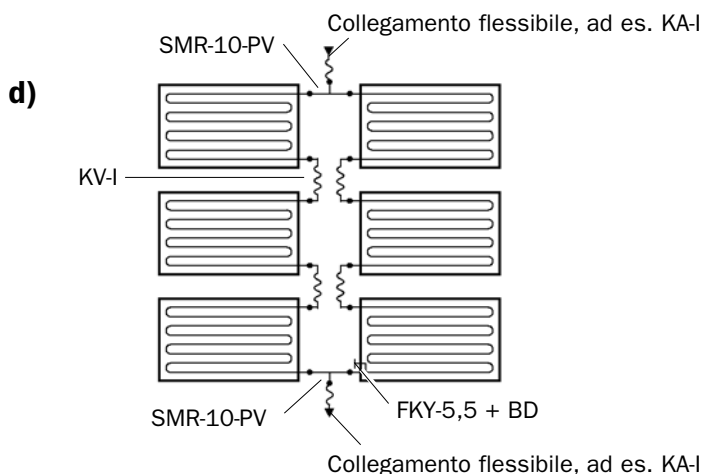 Collegamento flessibile, ad es. KA-I
SMR-10-PV
d)
KV-I
FKY-5,5 + BD
SMR-10-PV
Collegamento flessibile, ad es. KA-I